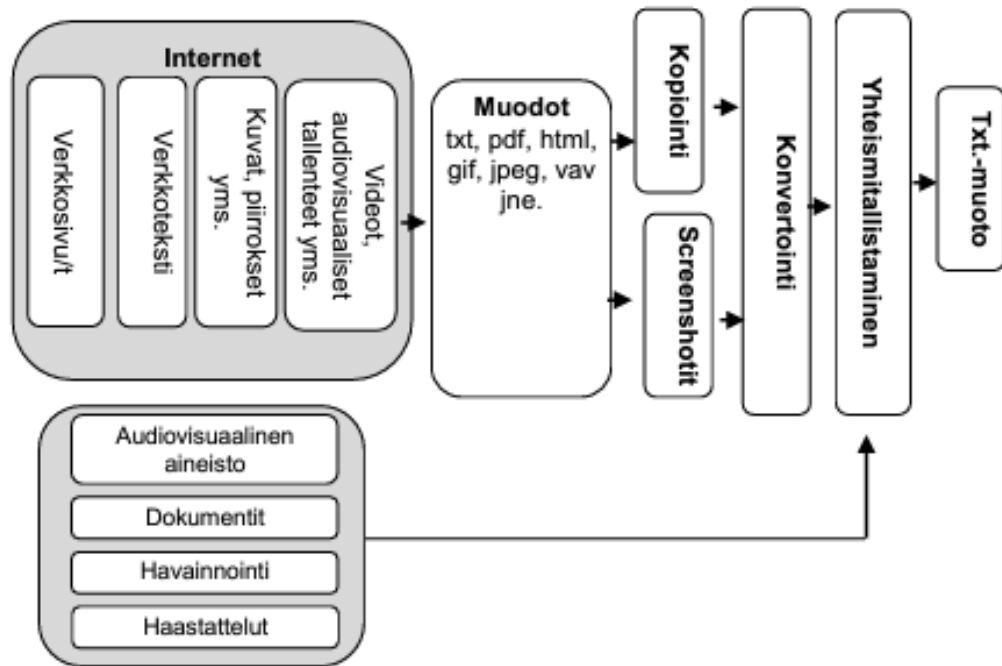 Internet
Verkkosivu/t
Verkkoteksti
Kuvat, piirrokset
yms.
Videot,
audiovisuaaliset
tallenteet yms.
Muodot
txt, pdf, html,
gif, jpeg, vav
jne.
Kopiointi
Screenshotit
Konvertointi
Yhteismitallistaminen
Txt.-muoto
Audiovisuaalinen
aineisto
Dokumentit
Havainnointi
Haastattelut